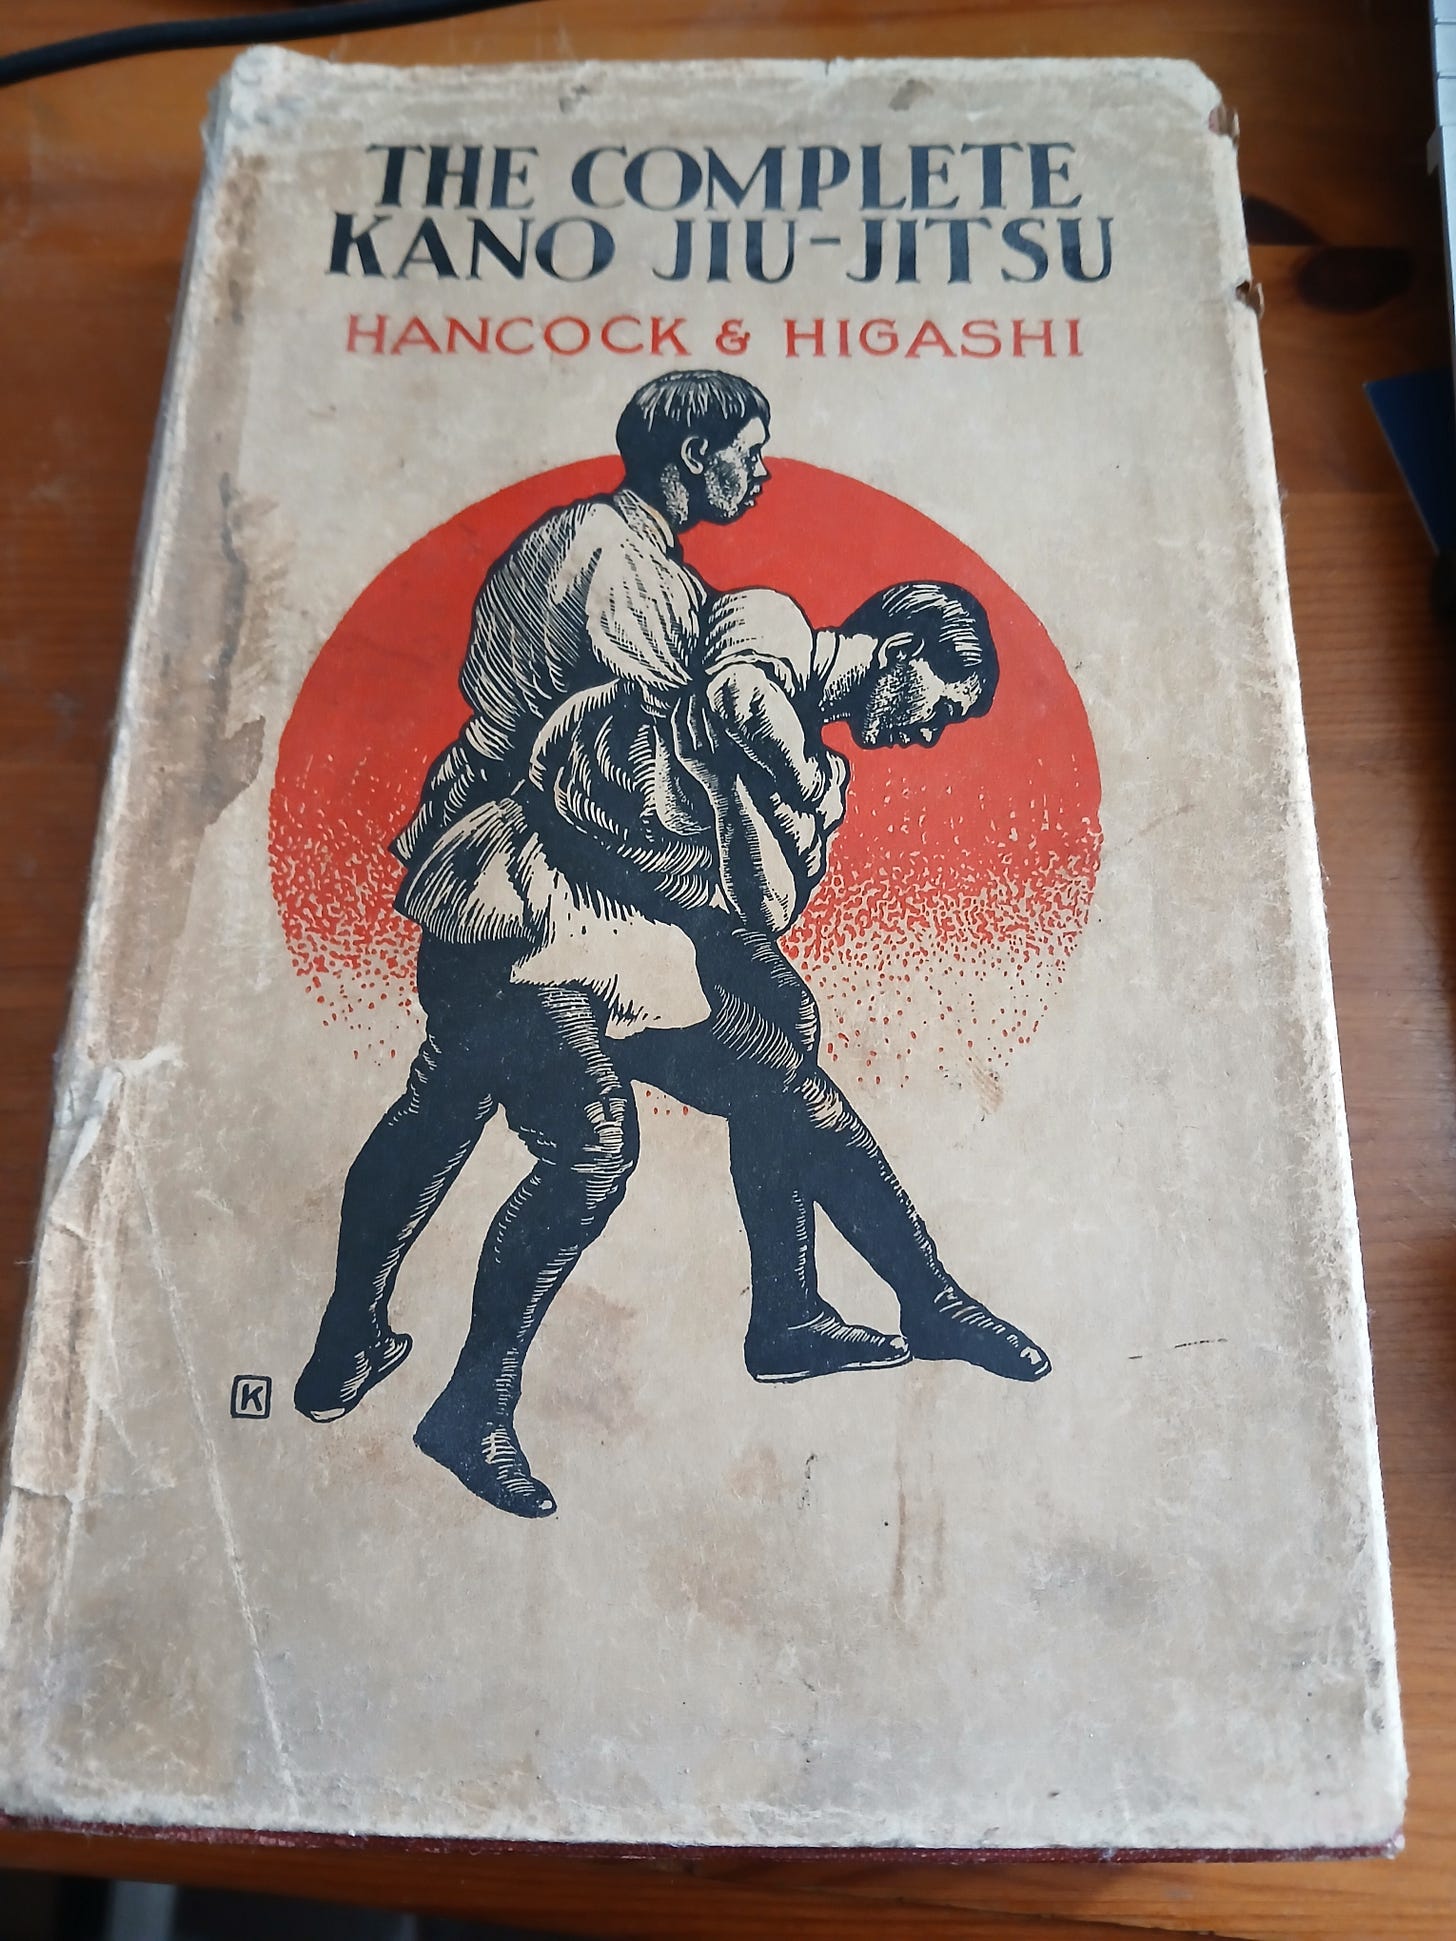 THE COMPLETE
KANO JIU-JITSU
HANCOCK & HIGASHI
K